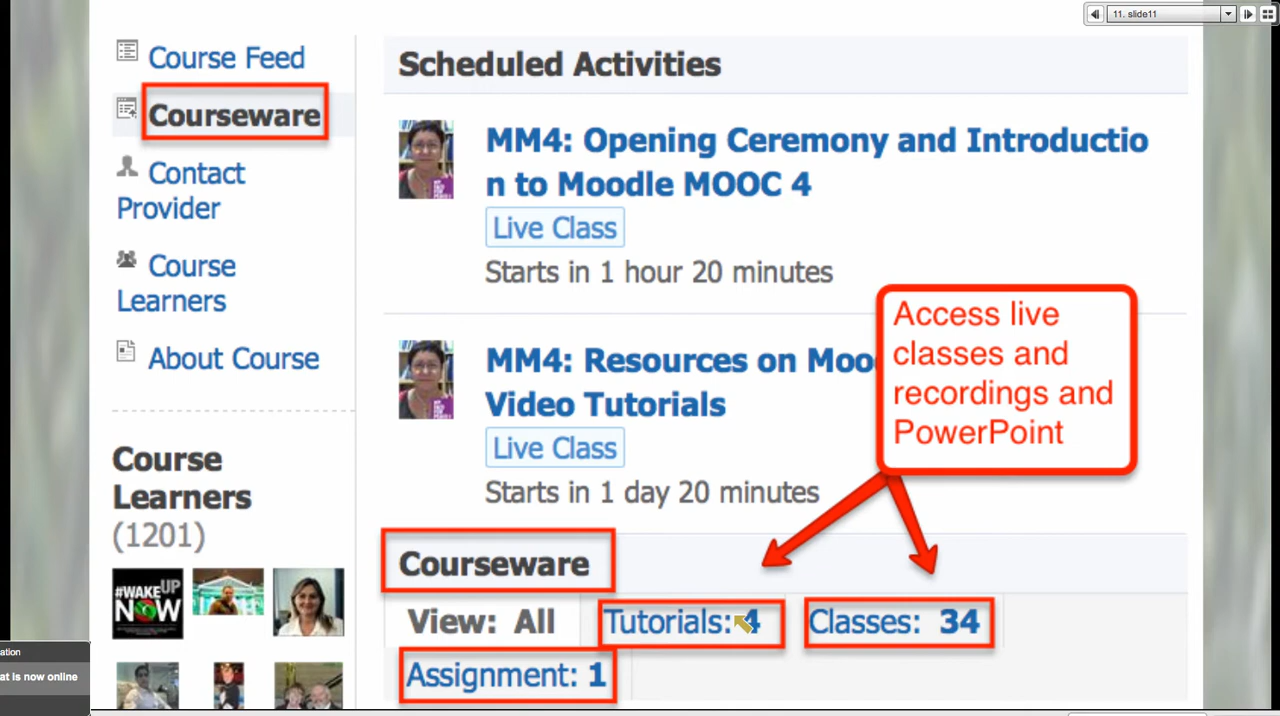 11. slide11
Course Feed
Courseware
Contact
Provider
Course
Learners
About Course
Course
Learners
(1201)
#WAKEUP
NOW
Scheduled Activities
MM4: Opening Ceremony and Introductio
n to Moodle MOOC 4
Live Class
Starts in 1 hour 20 minutes
MM4: Resources on Moo
Video Tutorials
Live Class
Starts in 1 day 20 minutes
Access live
classes and
recordings and
PowerPoint
Courseware
View: All
Tutorials: 4
Classes: 34
Assignment: 1
ation
at is now online